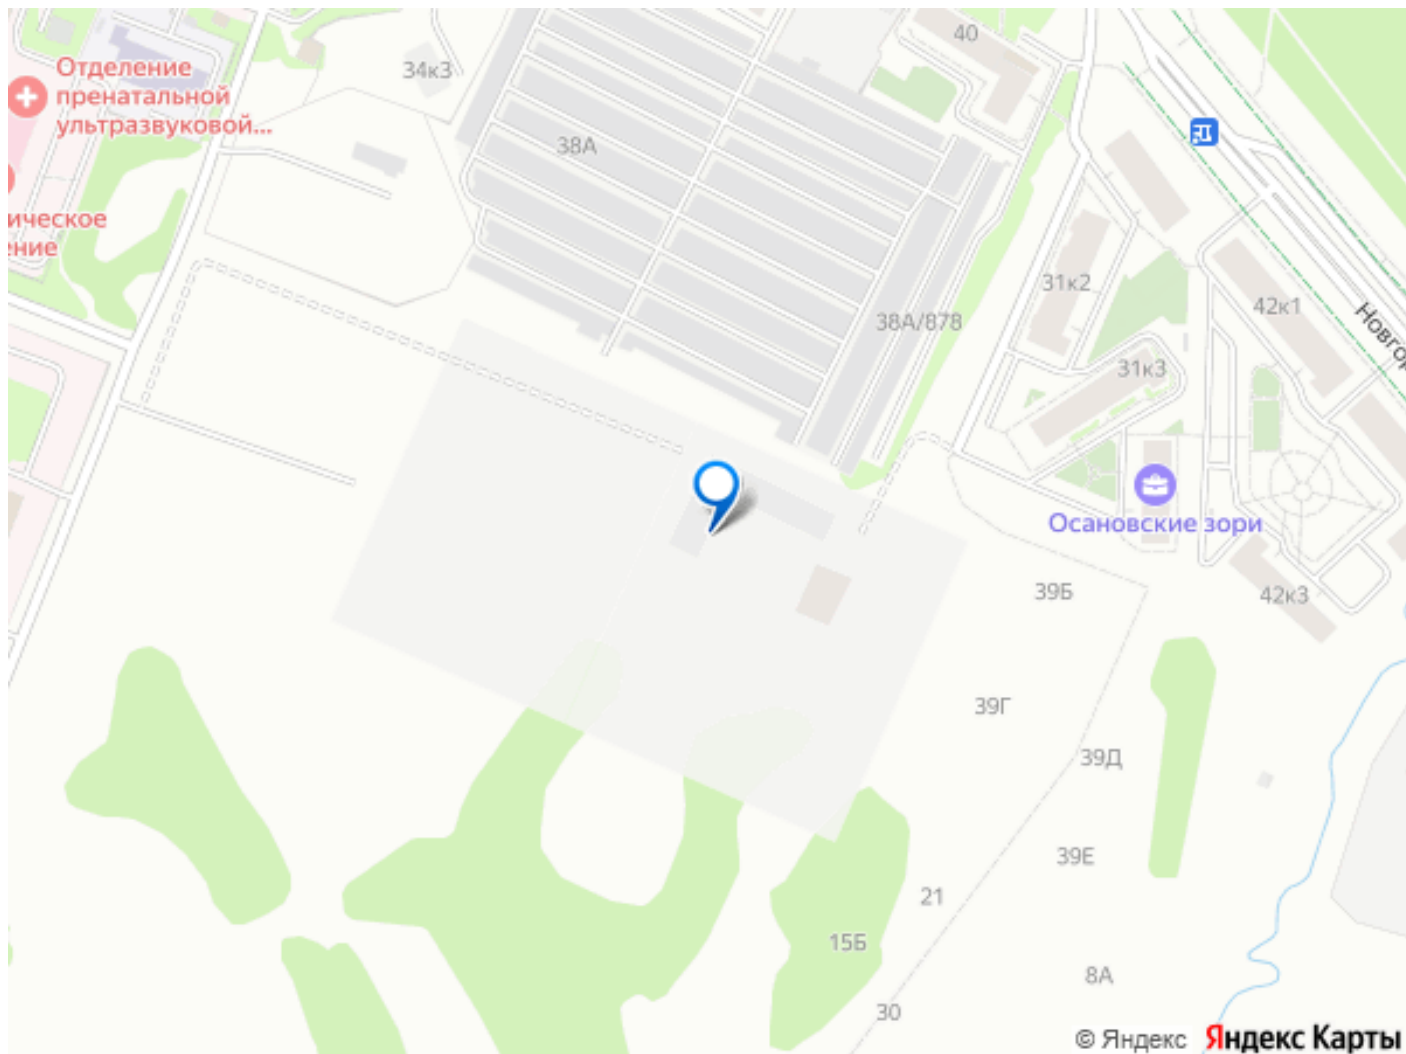 40
Отделение
пренатальной
ультразвуковой...
34к3
38А
ическое
ение
31к2
42к1
38А/878
Новгор
31к3
Осановские зори
39Б
42к3
39Г
39Д
39Е
21
15Б
8А
30
© Яндекс Яндекс Карты